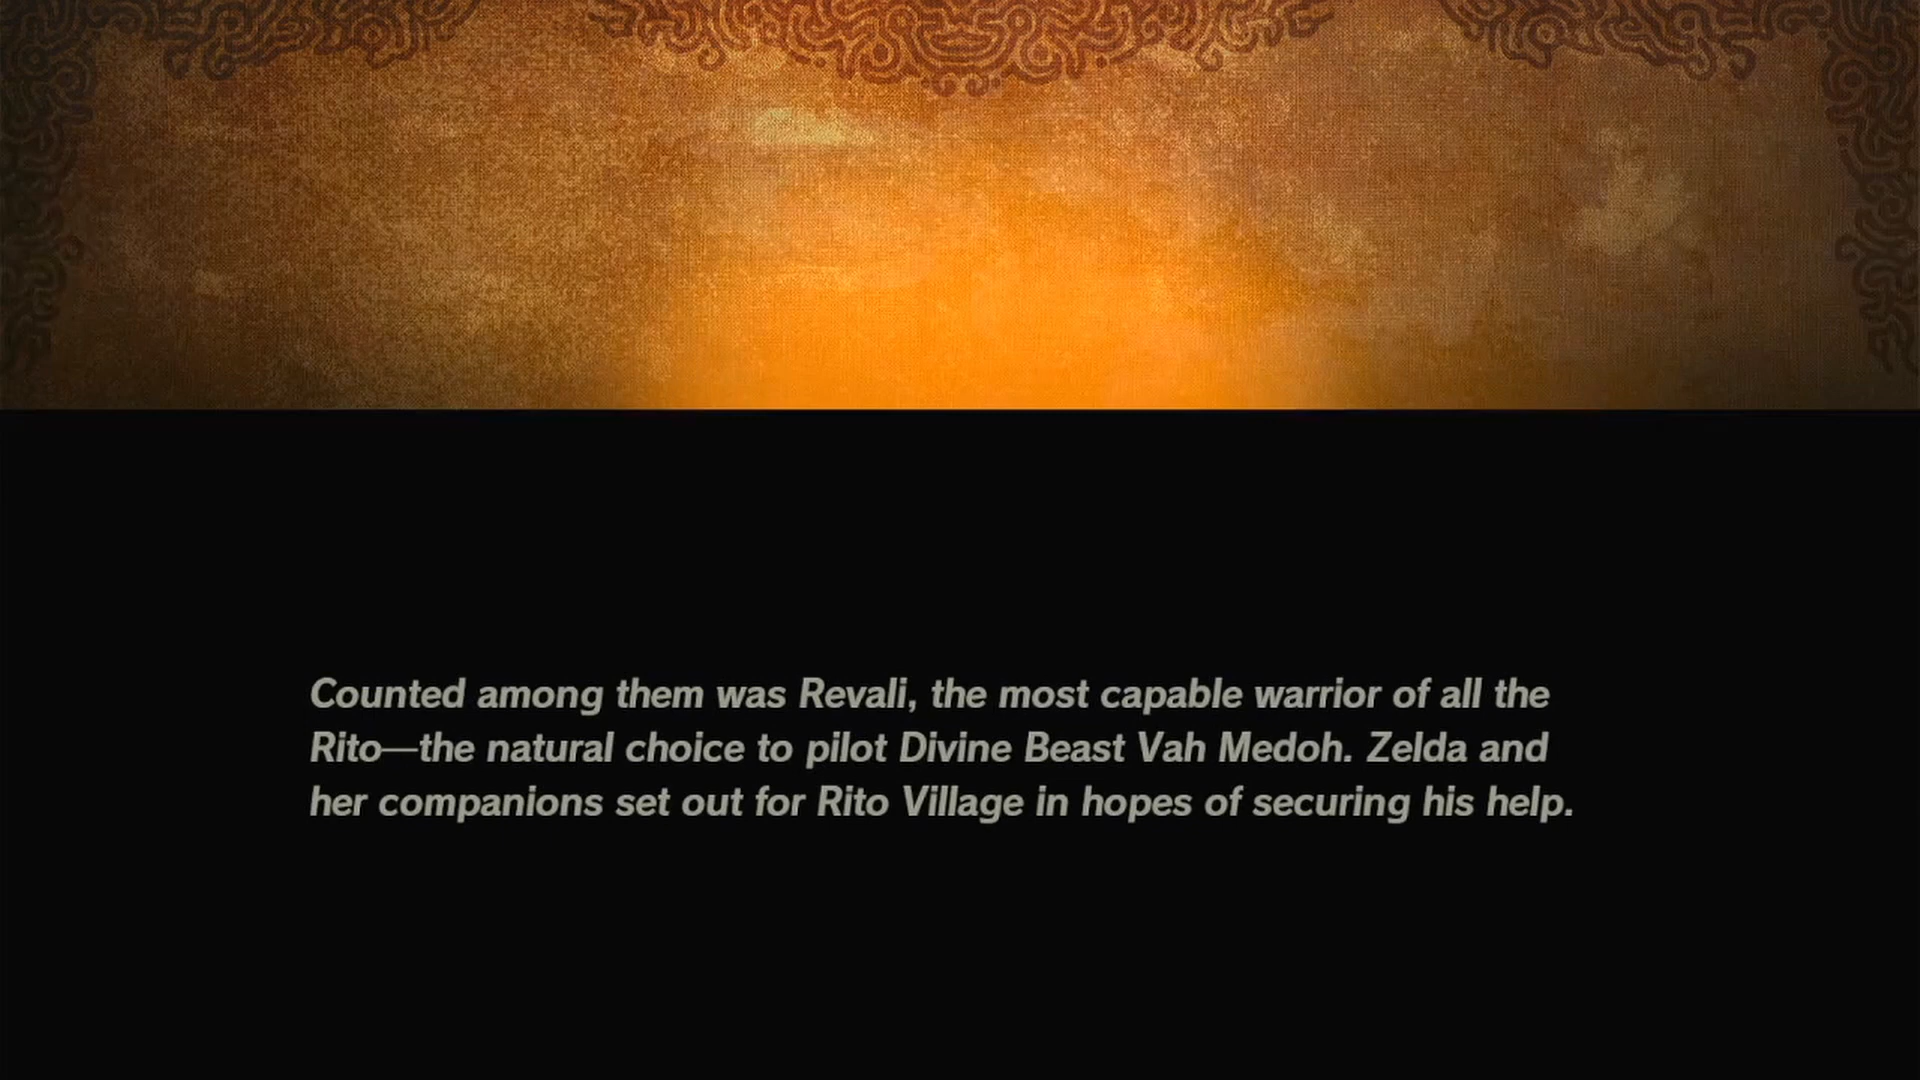 Counted among them was Revali, the most capable warrior of all the
Rito—the natural choice to pilot Divine Beast Vah Medoh. Zelda and
her companions set out for Rito Village in hopes of securing his help.